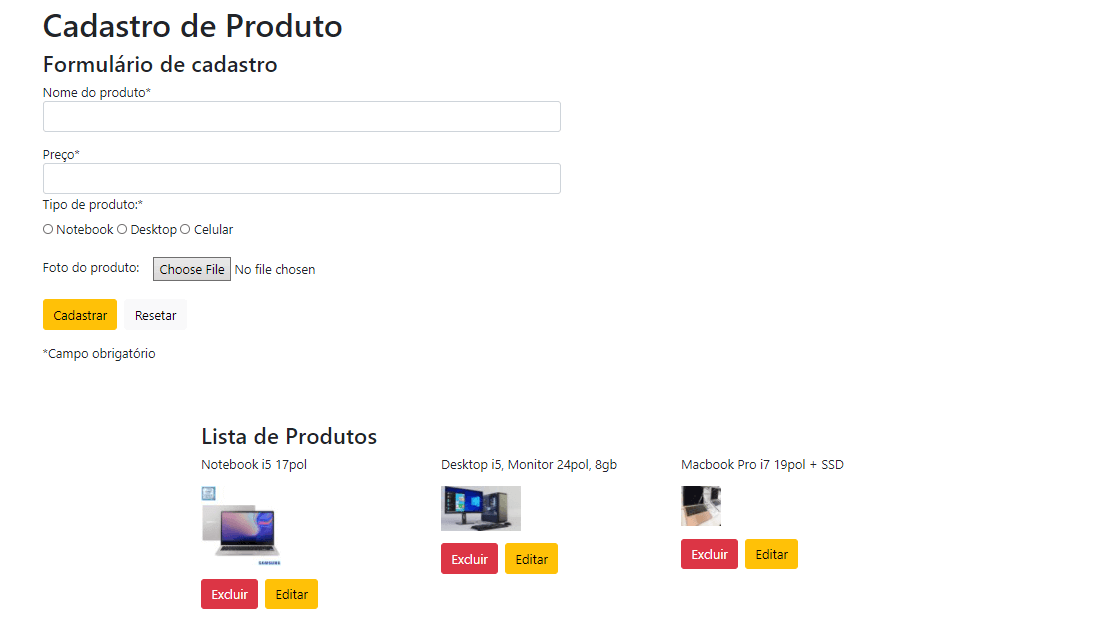 Cadastro de Produto
Formulário de cadastro
Nome do produto*
Preço*
Tipo de produto:*
Notebook Desktop Celular
Foto do produto: Choose File No file chosen
Cadastrar Resetar
*Campo obrigatório
Lista de Produtos
Notebook i5 17pol
Desktop i5, Monitor 24pol, 8gb
Macbook Pro i7 19pol + SSD
SAMSUNG
Excluir Editar
Excluir Editar
Excluir Editar